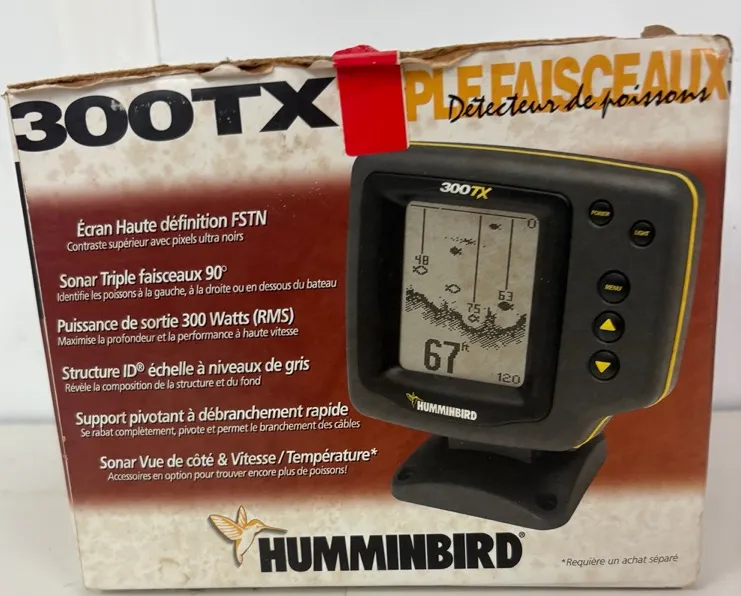 300TX
PLE FAISCEAUX
Détecteur de poissons
Écran Haute définition FSTN
Contraste supérieur avec pixels ultra noirs
Sonar Triple faisceaux 90°
Identifie les poissons à la gauche, à la droite ou en dessous du bateau
Puissance de sortie 300 Watts (RMS)
Maximise la profondeur et la performance à haute vitesse
Structure ID® échelle à niveaux de gris
Révèle la composition de la structure et du fond
Support pivotant à débranchement rapide
Se rabat complètement, pivote et permet le branchement des câbles
Sonar Vue de côté & Vitesse / Température*
Accessoires en option pour trouver encore plus de poissons!
300TX
0
48
63
75
67 ft
120
POWER
LIGHT
MENU
HUMMINBIRD
HUMMINBIRD®
*Requière un achat séparé